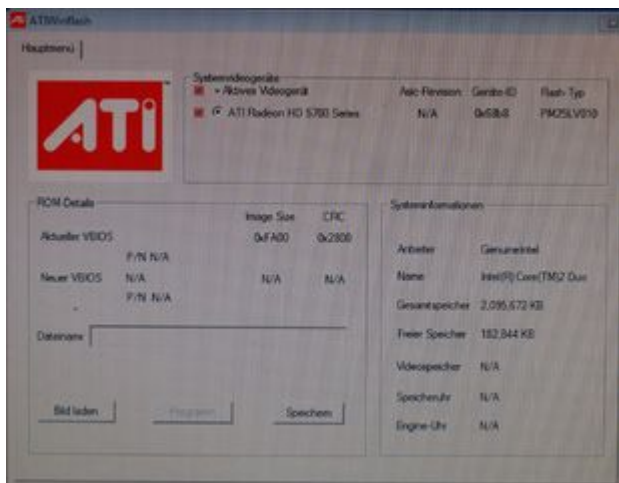 ATIWinflash
Hauptmenü
ATI
Systemvideogeräte
= Aktives Videogerät
Asic-Revision
Geräte-ID
Flash-Typ
ATI Radeon HD 5700 Series
N/A
0x68b8
PM25LV010
ROM-Details
Image Size
CRC
Aktueller VBIOS
0xFA00
0x2800
P/N N/A
Neuer VBIOS
N/A
N/A
N/A
P/N N/A
Dateiname
Bild laden
Programm
Speichern
Systeminformationen
Anbieter
GenuineIntel
Name
Intel(R) Core(TM)2 Duo
Gesamtspeicher
2,095,672 KB
Freier Speicher
182,844 KB
Videospeicher
N/A
Speicheruhr
N/A
Engine-Uhr
N/A